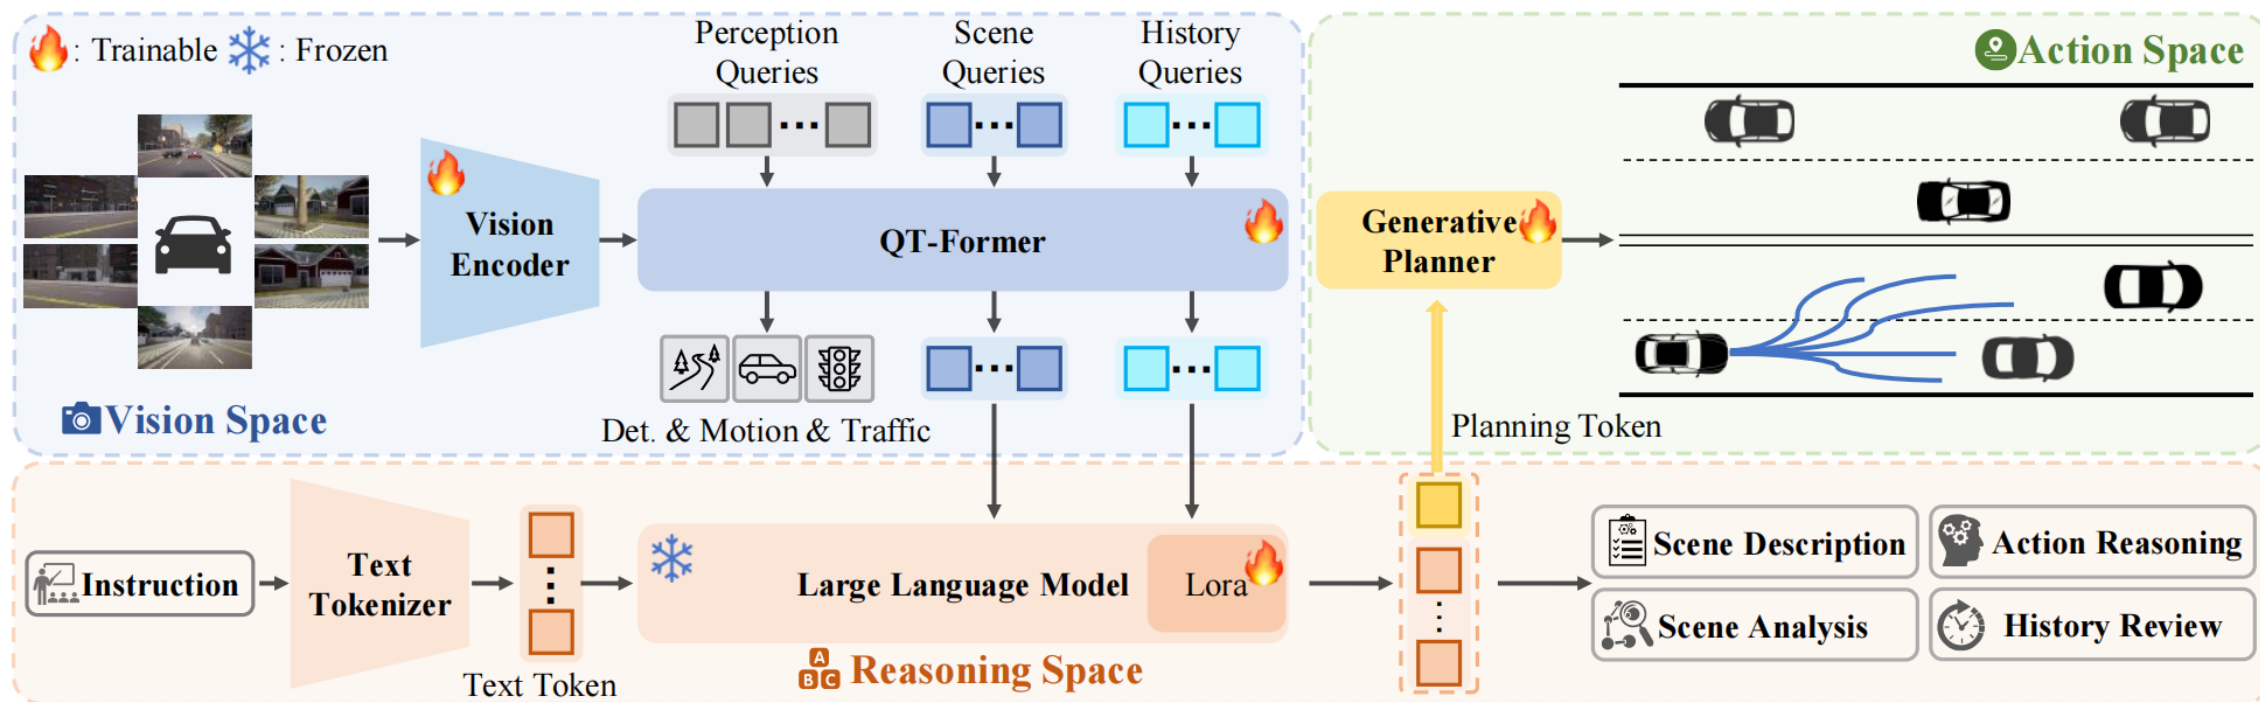 : Trainable : Frozen
Perception
Queries
Scene
Queries
History
Queries
Action Space
Vision
Encoder
QT-Former
Generative
Planner
Vision Space
Det. & Motion & Traffic
Planning Token
Instruction
Text
Tokenizer
Text Token
Large Language Model
Lora
A
B C
Reasoning Space
Scene Description
Action Reasoning
Scene Analysis
History Review